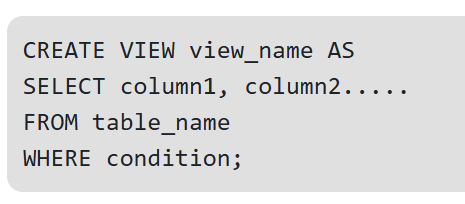 CREATE VIEW view_name AS
SELECT column1, column2.....
FROM table_name
WHERE condition;